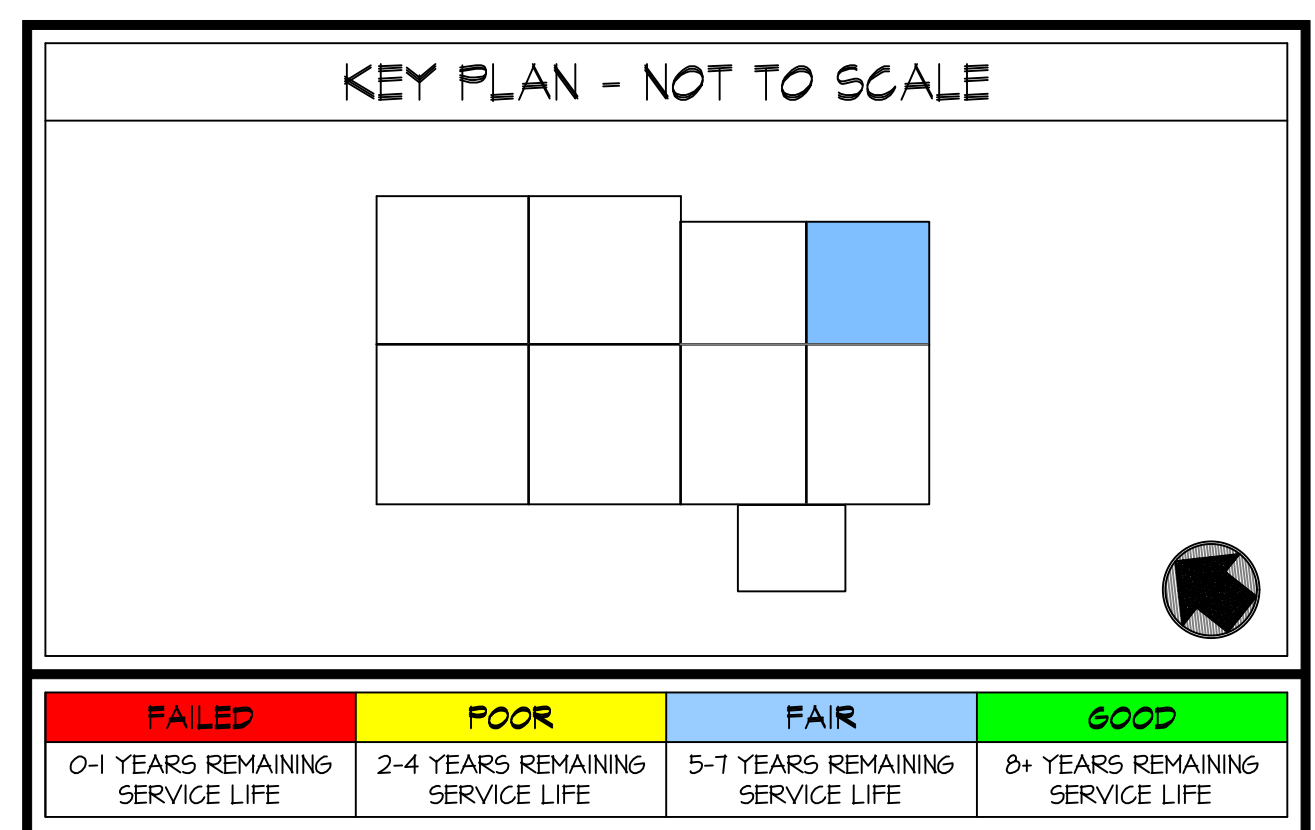 KEY PLAN - NOT TO SCALE
FAILED
POOR
FAIR
GOOD
0-1 YEARS REMAINING
SERVICE LIFE
2-4 YEARS REMAINING
SERVICE LIFE
5-7 YEARS REMAINING
SERVICE LIFE
8+ YEARS REMAINING
SERVICE LIFE